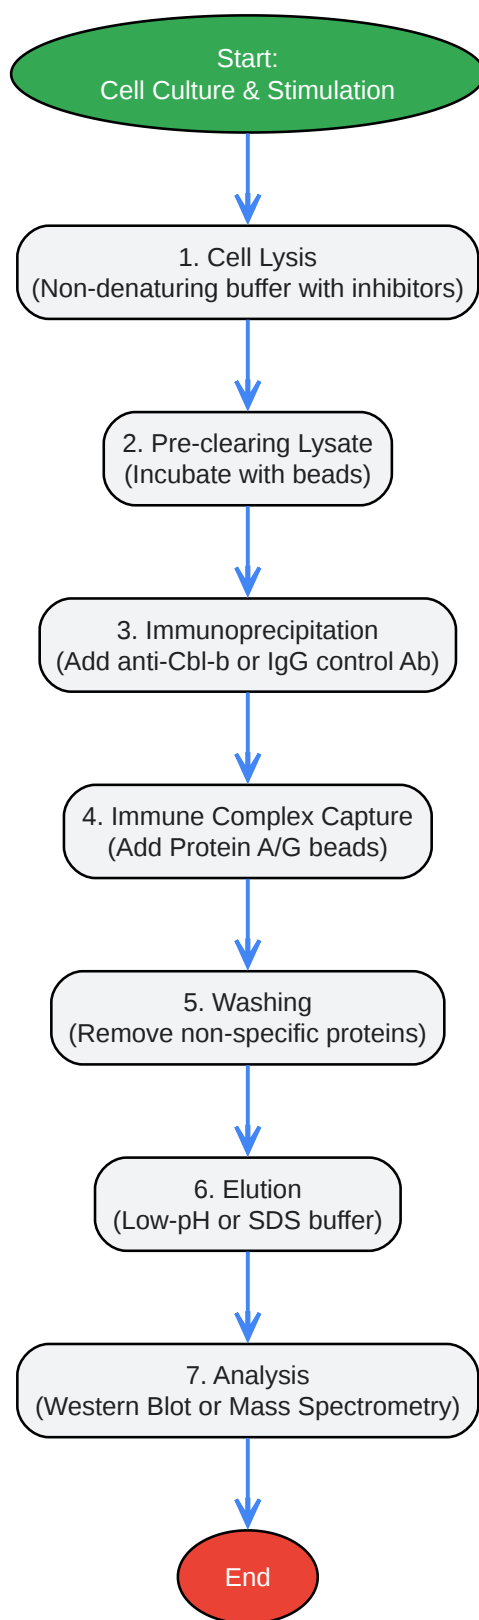 Start:
Cell Culture & Stimulation
1. Cell Lysis
(Non-denaturing buffer with inhibitors)
2. Pre-clearing Lysate
(Incubate with beads)
3. Immunoprecipitation
(Add anti-Cbl-b or IgG control Ab)
4. Immune Complex Capture
(Add Protein A/G beads)
5. Washing
(Remove non-specific proteins)
6. Elution
(Low-pH or SDS buffer)
7. Analysis
(Western Blot or Mass Spectrometry)
End